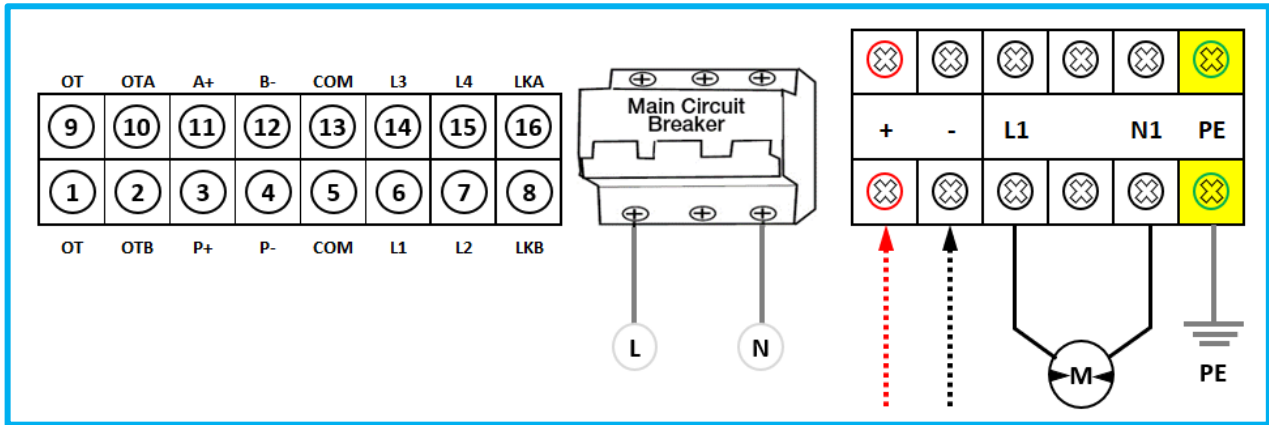 OT OTA A+ B- COM L3 L4 LKA
9 10 11 12 13 14 15 16
1 2 3 4 5 6 7 8
OT OTB P+ P- COM L1 L2 LKB
Main Circuit
Breaker
L N
+ - L1 N1 PE
M
PE